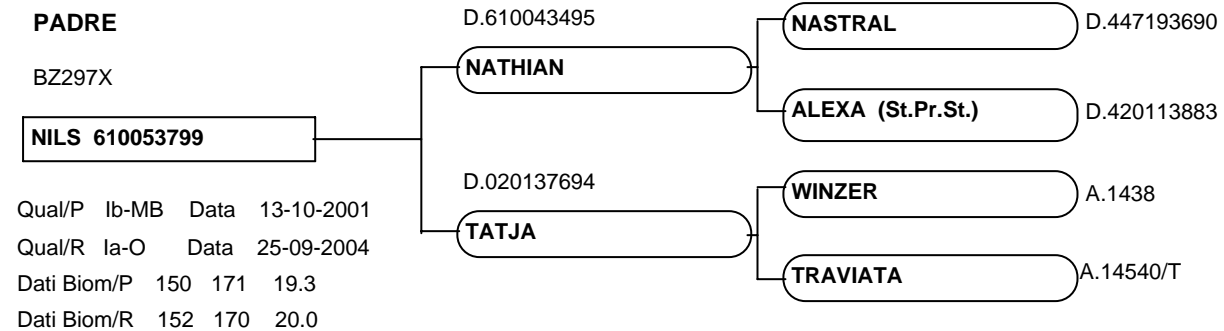 PADRE
BZ297X
NILS 610053799
Qual/P Ib-MB Data 13-10-2001
Qual/R Ia-O Data 25-09-2004
Dati Biom/P 150 171 19.3
Dati Biom/R 152 170 20.0
D.610043495
NATHIAN
D.020137694
TATJA
NASTRAL D.447193690
ALEXA (St.Pr.St.) D.420113883
WINZER A.1438
TRAVIATA A.14540/T